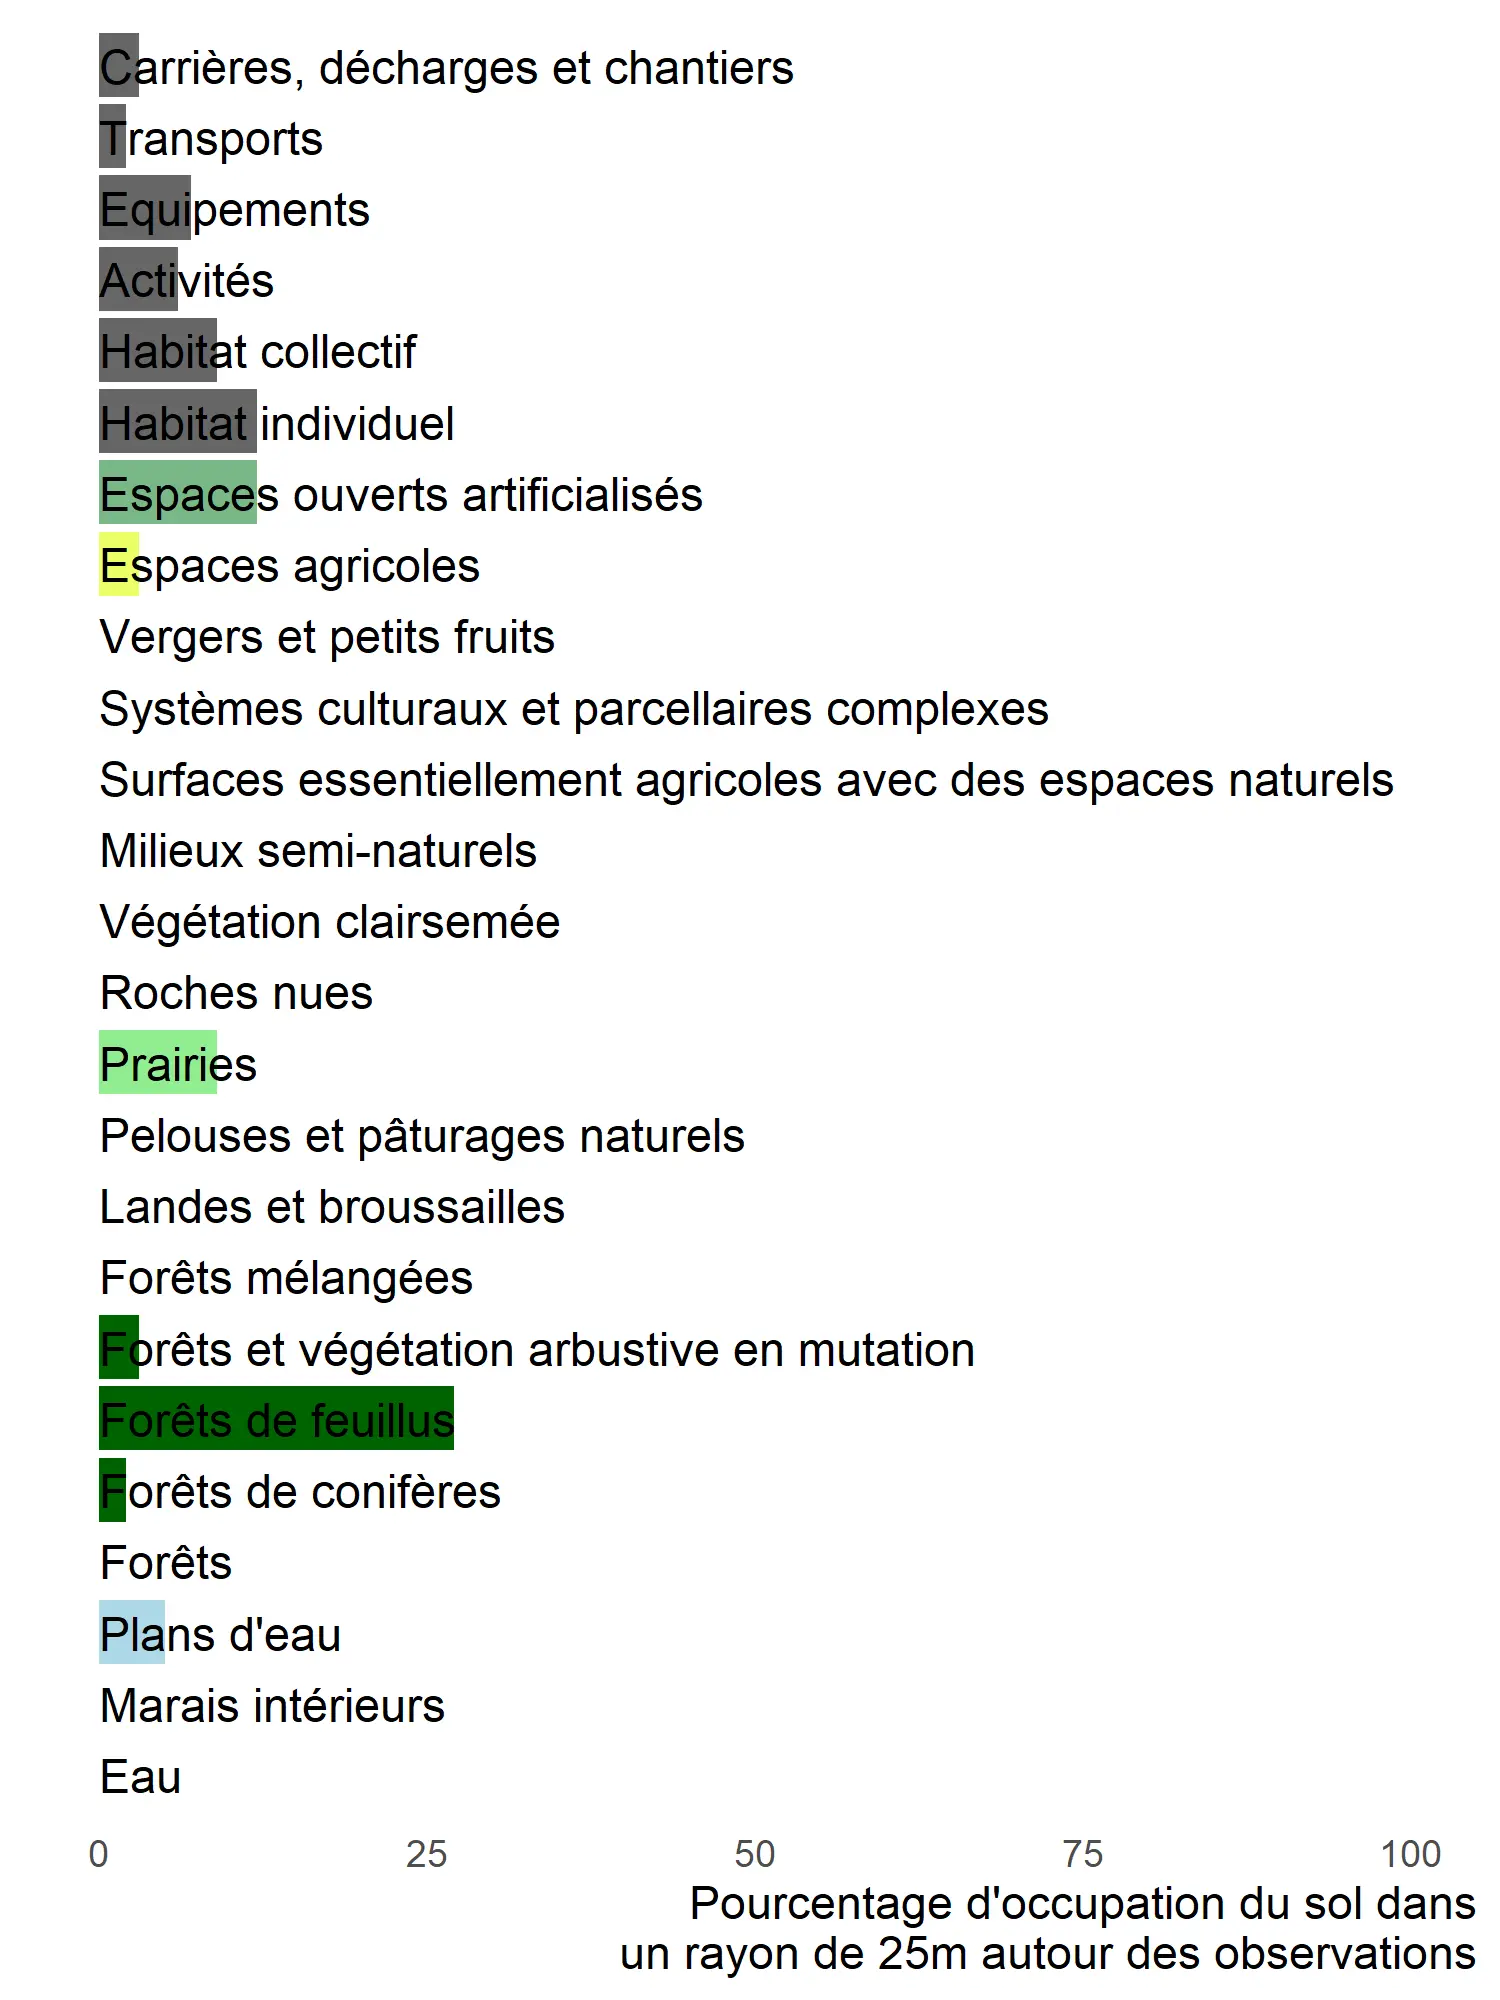 Carrières, décharges et chantiers
Transports
Equipements
Activités
Habitat collectif
Habitat individuel
Espaces ouverts artificialisés
Espaces agricoles
Vergers et petits fruits
Systèmes culturaux et parcellaires complexes
Surfaces essentiellement agricoles avec des espaces naturels
Milieux semi-naturels
Végétation clairsemée
Roches nues
Prairies
Pelouses et pâturages naturels
Landes et broussailles
Forêts mélangées
Forêts et végétation arbustive en mutation
Forêts de feuillus
Forêts de conifères
Forêts
Plans d'eau
Marais intérieurs
Eau
0 25 50 75 100
Pourcentage d'occupation du sol dans
un rayon de 25m autour des observations